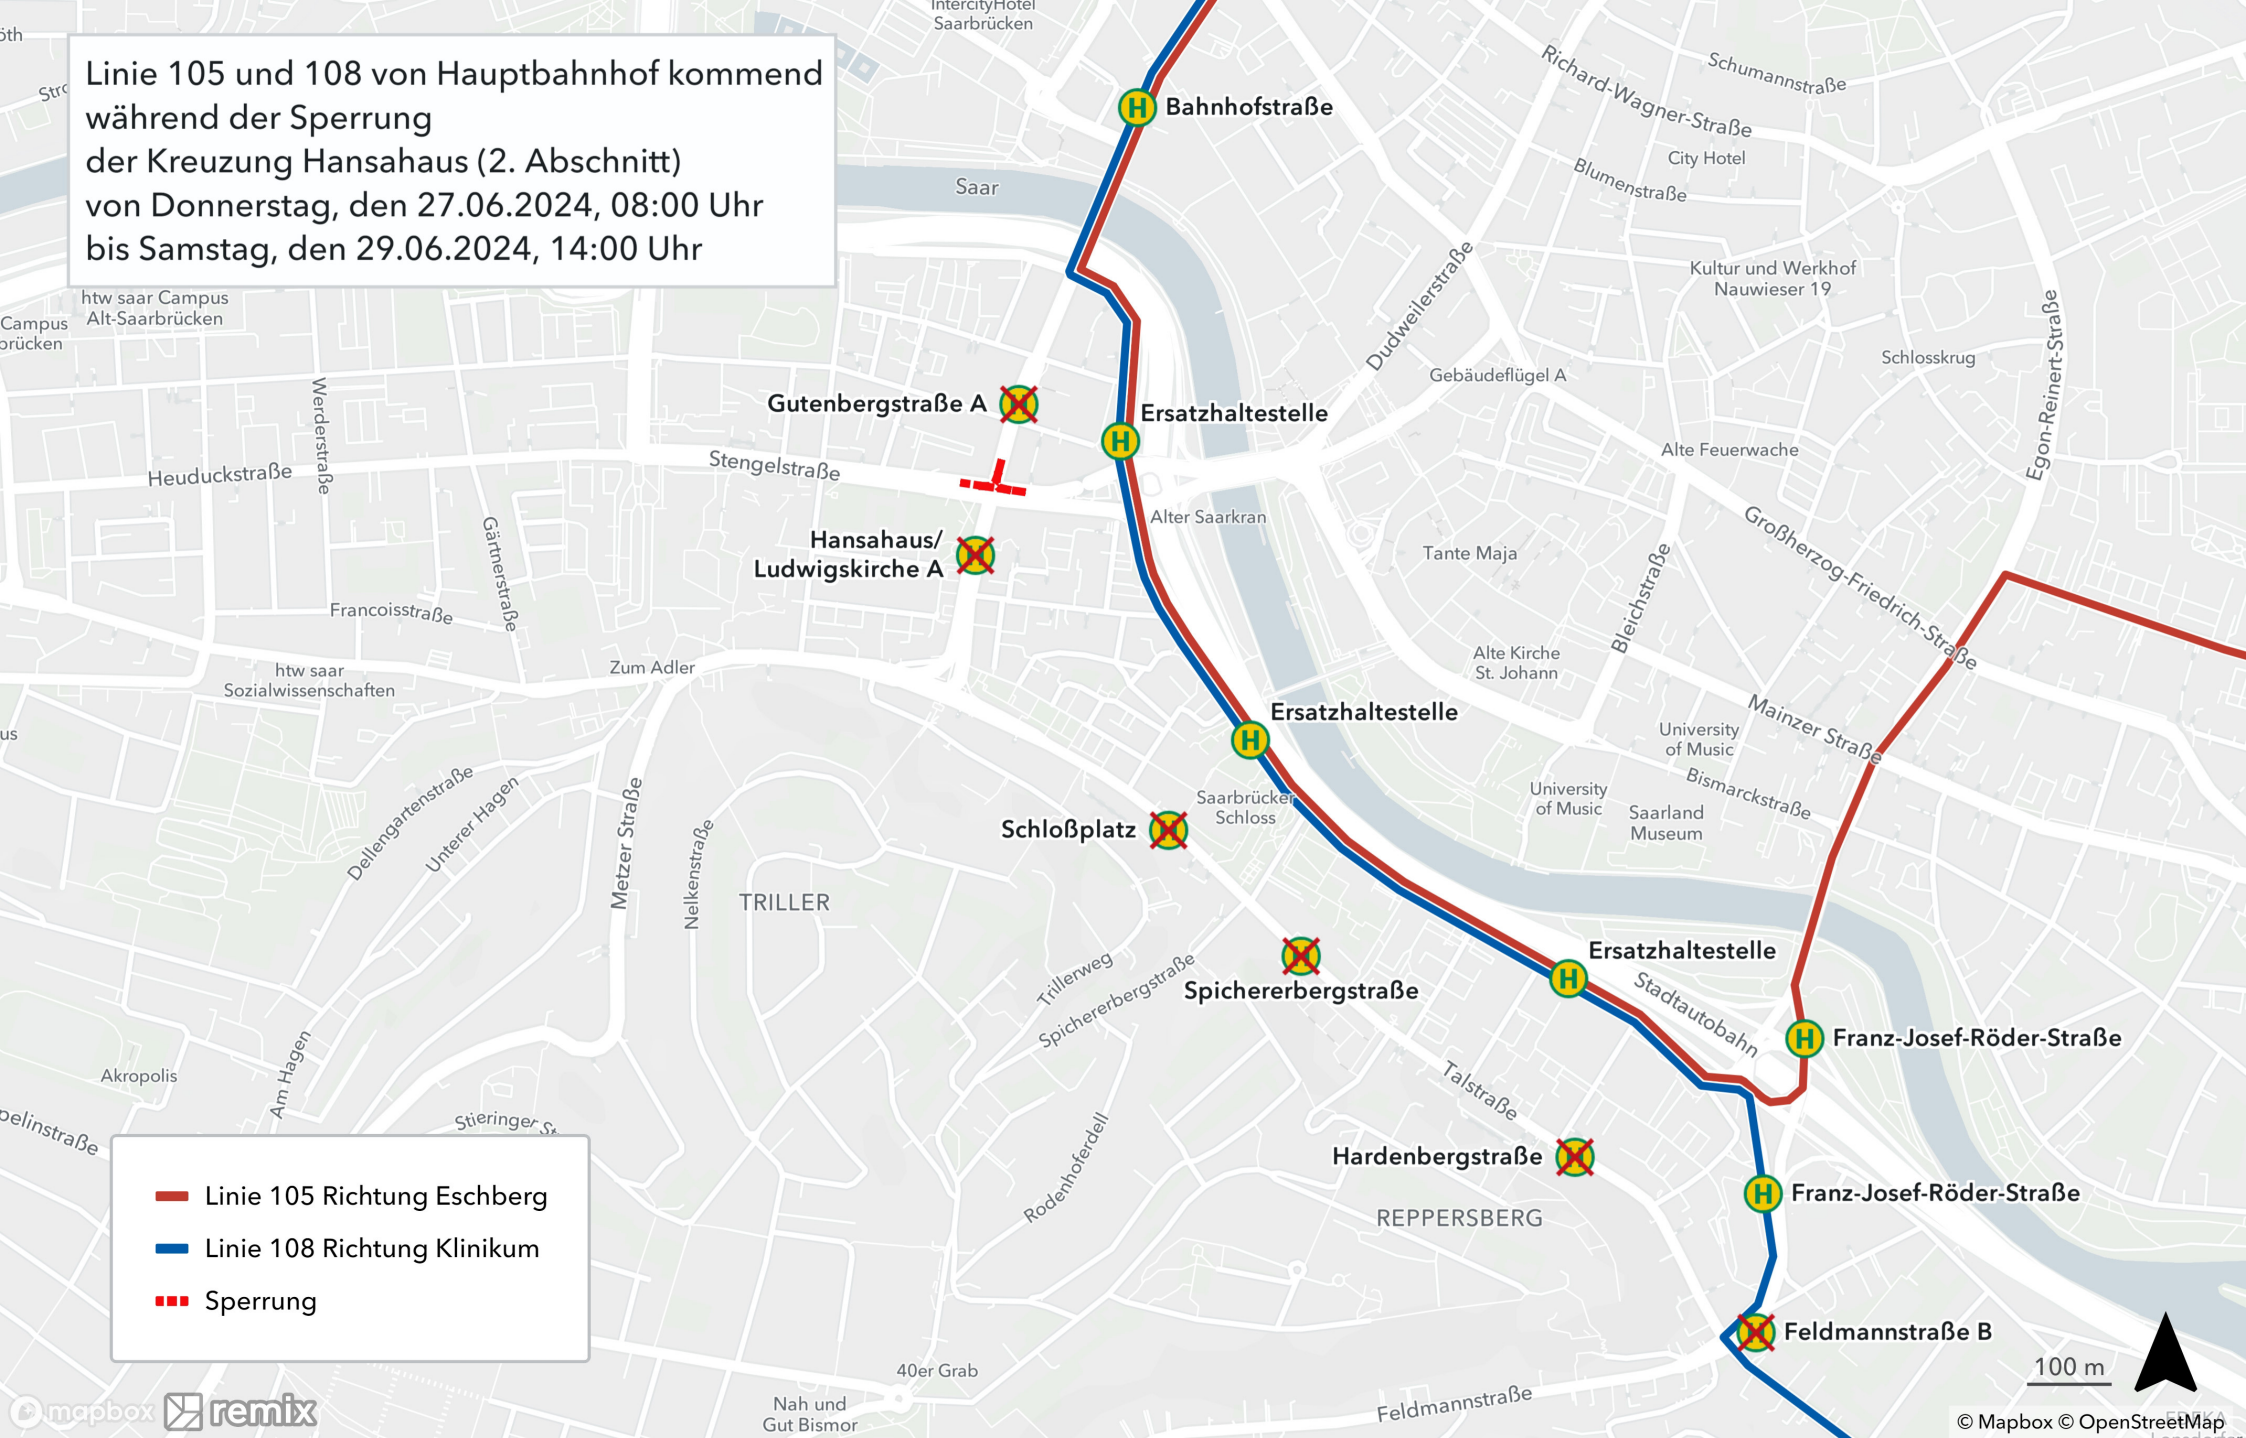 Linie 105 und 108 von Hauptbahnhof kommend
während der Sperrung
der Kreuzung Hansahaus (2. Abschnitt)
von Donnerstag, den 27.06.2024, 08:00 Uhr
bis Samstag, den 29.06.2024, 14:00 Uhr
IntercityHotel
Saarbrücken
Bahnhofstraße
Richard-Wagner-Straße
Schumannstraße
City Hotel
Blumenstraße
Saar
Kultur und Werkhof
Nauwieser 19
Dudweilerstraße
Egon-Reinert-Straße
Schlosskrug
htw saar Campus
Alt-Saarbrücken
Campus
brücken
Werderstraße
Gutenbergstraße A
Ersatzhaltestelle
Gebäudeflügel A
Alte Feuerwache
Heuduckstraße
Stengelstraße
Alter Saarkran
Großherzog-Friedrich-Straße
Gärtnerstraße
Hansahaus/
Ludwigskirche A
Tante Maja
Bleichstraße
Francoisstraße
htw saar
Sozialwissenschaften
Zum Adler
Alte Kirche
St. Johann
Ersatzhaltestelle
Mainzer Straße
University
of Music
Bismarckstraße
University
of Music
Saarland
Museum
Dellengartenstraße
Unterer Hagen
Metzer Straße
Nelkenstraße
Saarbrücker
Schloss
Schloßplatz
TRILLER
Spichererbergstraße
Ersatzhaltestelle
Trillerweg
Spichererbergstraße
Stadtautobahn
Franz-Josef-Röder-Straße
Akropolis
Am Hagen
pelinstraße
Stieringer St
Talstraße
Rodenhoferdell
Hardenbergstraße
REPPERSBERG
Franz-Josef-Röder-Straße
Linie 105 Richtung Eschberg
Linie 108 Richtung Klinikum
Sperrung
Feldmannstraße B
40er Grab
Nah und
Gut Bismor
Feldmannstraße
100 m
mapbox remix
© Mapbox © OpenStreetMap